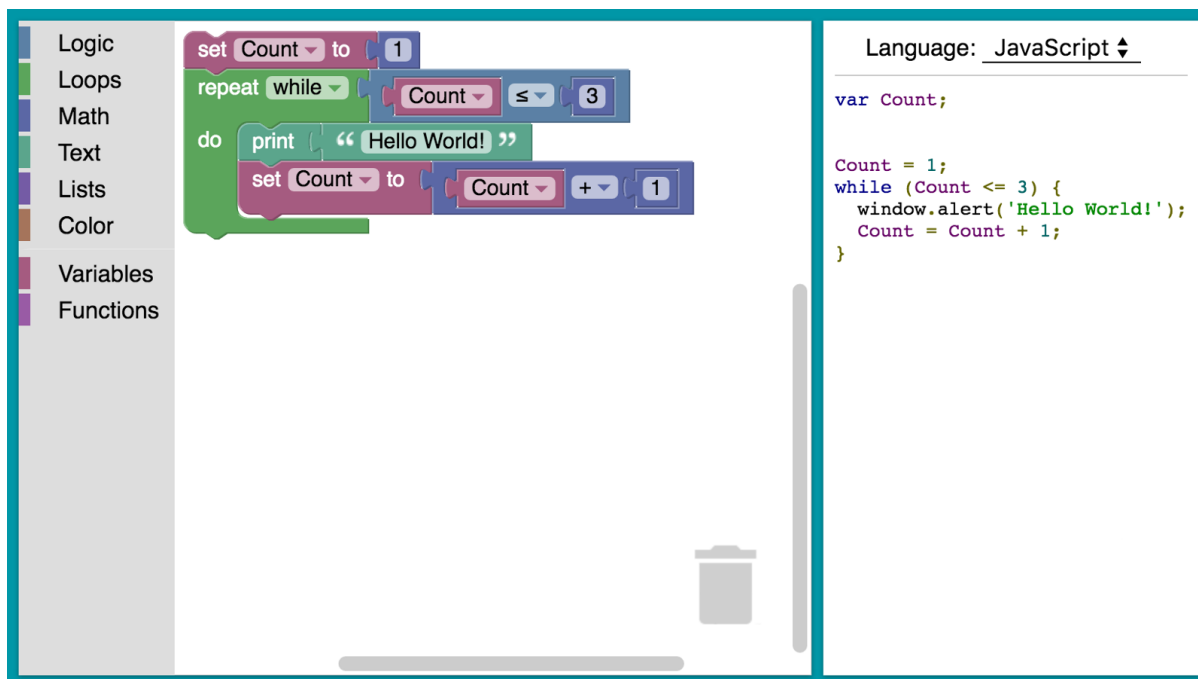 Logic
Loops
Math
Text
Lists
Color
Variables
Functions
set Count to 1
repeat while Count ≤ 3
do print “ Hello World! ”
set Count to Count + 1
Language: JavaScript
var Count;
Count = 1;
while (Count <= 3) {
window.alert('Hello World!');
Count = Count + 1;
}